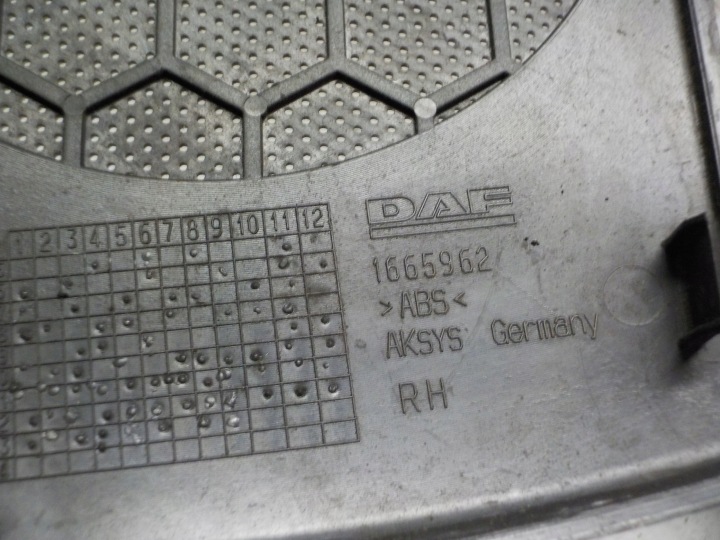 1 2 3 4 5 6 7 8 9 10 11 12
DAF
1665962
>ABS<
AKSYS Germany
RH